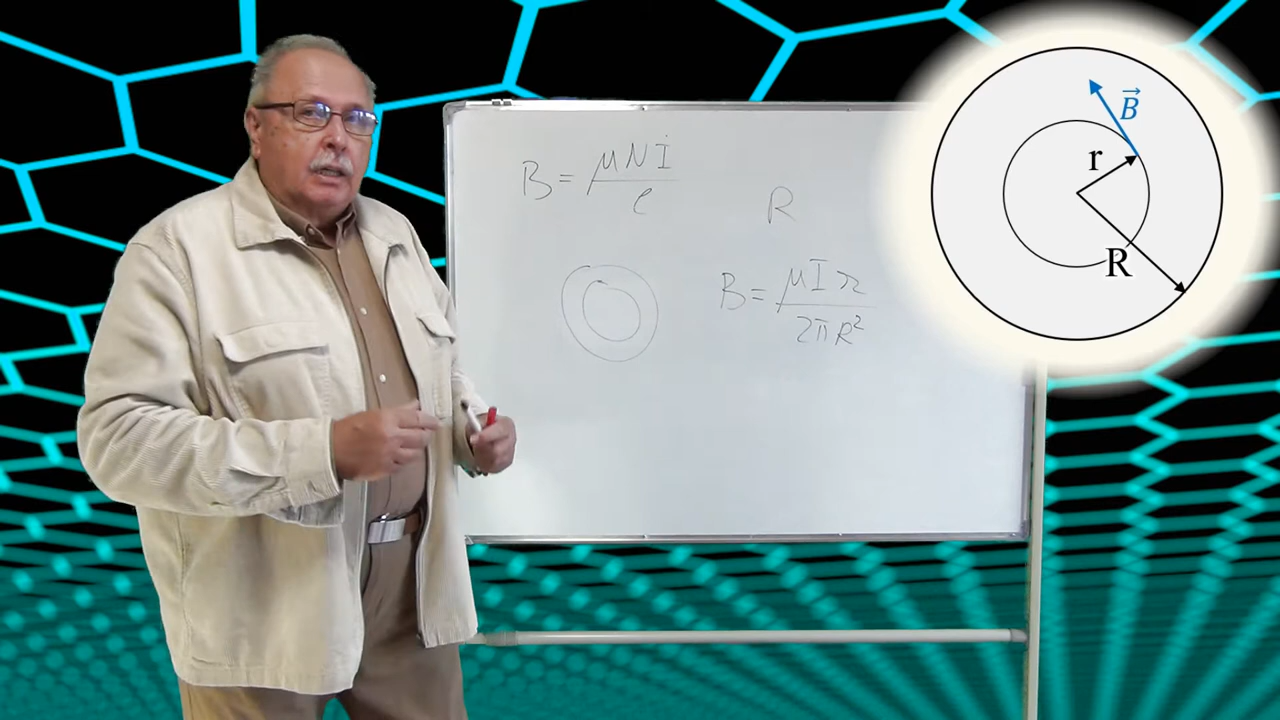 B = μNI / l
R
B = μIr / 2πR²
B⃗
r
R